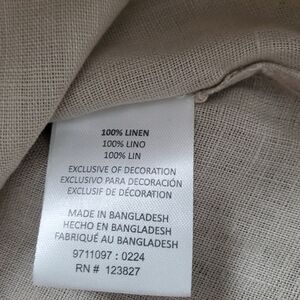 100% LINEN
100% LINO
100% LIN
EXCLUSIVE OF DECORATION
EXCLUSIVO PARA DECORACIÓN
EXCLUSIF DE DÉCORATION
MADE IN BANGLADESH
HECHO EN BANGLADESH
FABRIQUÉ AU BANGLADESH
9711097 : 0224
RN # 123827